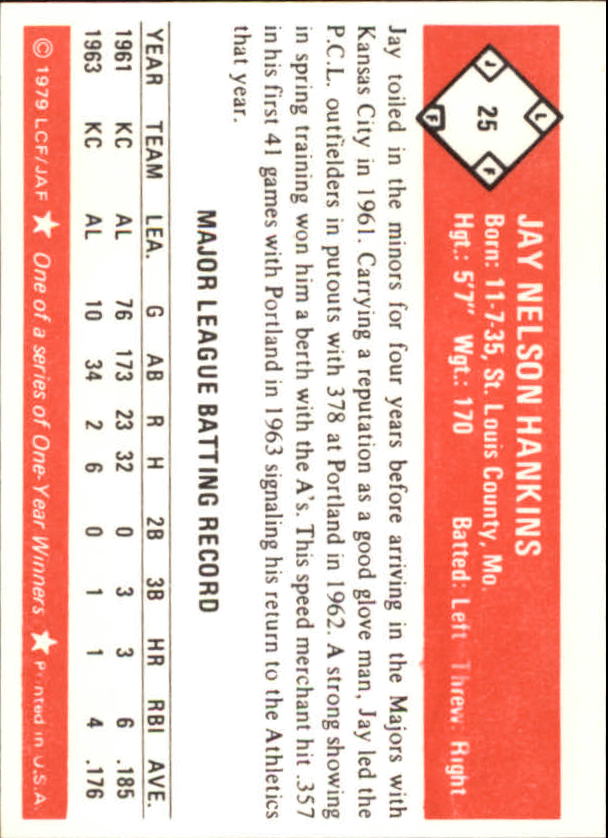 L
J 25 F
F
JAY NELSON HANKINS
Born: 11-7-35, St. Louis County, Mo.
Hgt.: 5'7" Wgt.: 170 Batted: Left Threw: Right
Jay toiled in the minors for four years before arriving in the Majors with
Kansas City in 1961. Carrying a reputation as a good glove man, Jay led the
P.C.L. outfielders in putouts with 378 at Portland in 1962. A strong showing
in spring training won him a berth with the A's. This speed merchant hit .357
in his first 41 games with Portland in 1963 signaling his return to the Athletics
that year.
MAJOR LEAGUE BATTING RECORD
YEAR TEAM LEA. G AB R H 2B 3B HR RBI AVE.
1961 KC AL 76 173 23 32 0 3 3 6 .185
1963 KC AL 10 34 2 6 0 1 1 4 .176
© 1979 LCF/JAF ★ One of a series of One-Year Winners ★ Printed in U.S.A.